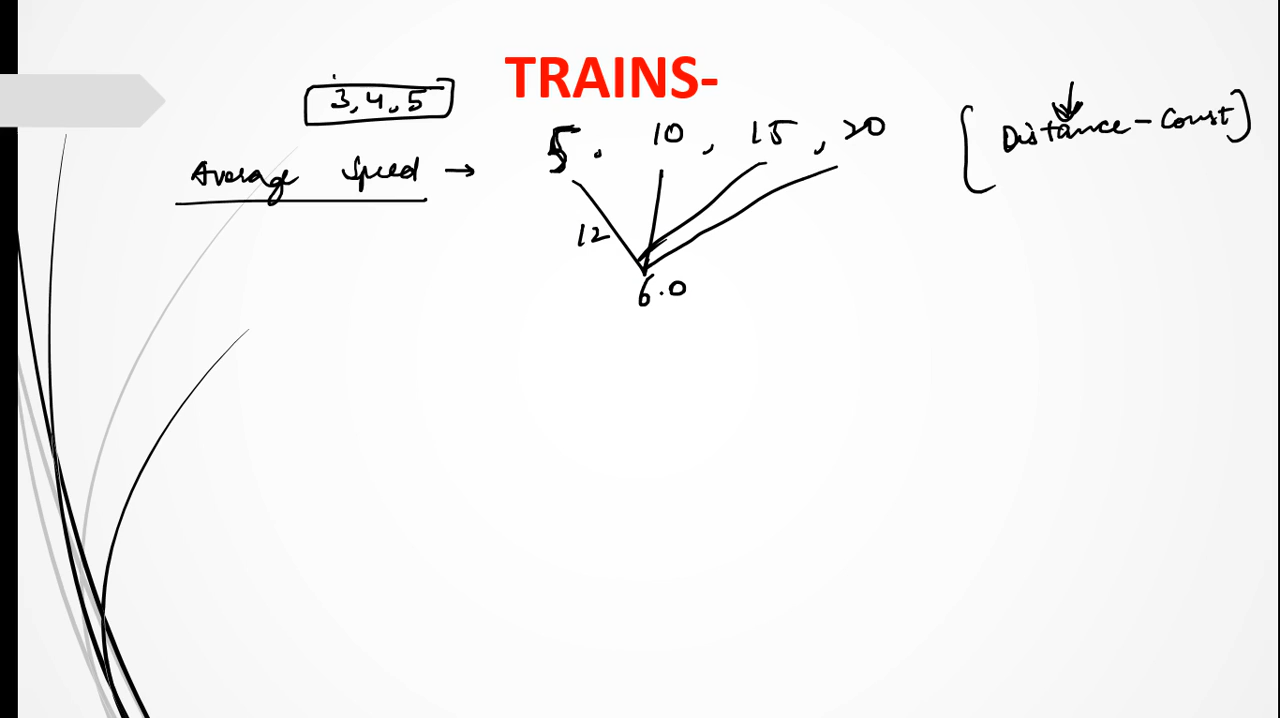 TRAINS-
3, 4, 5
5, 10, 15, 20 [Distance - Const]
Average Speed →
12
6.0